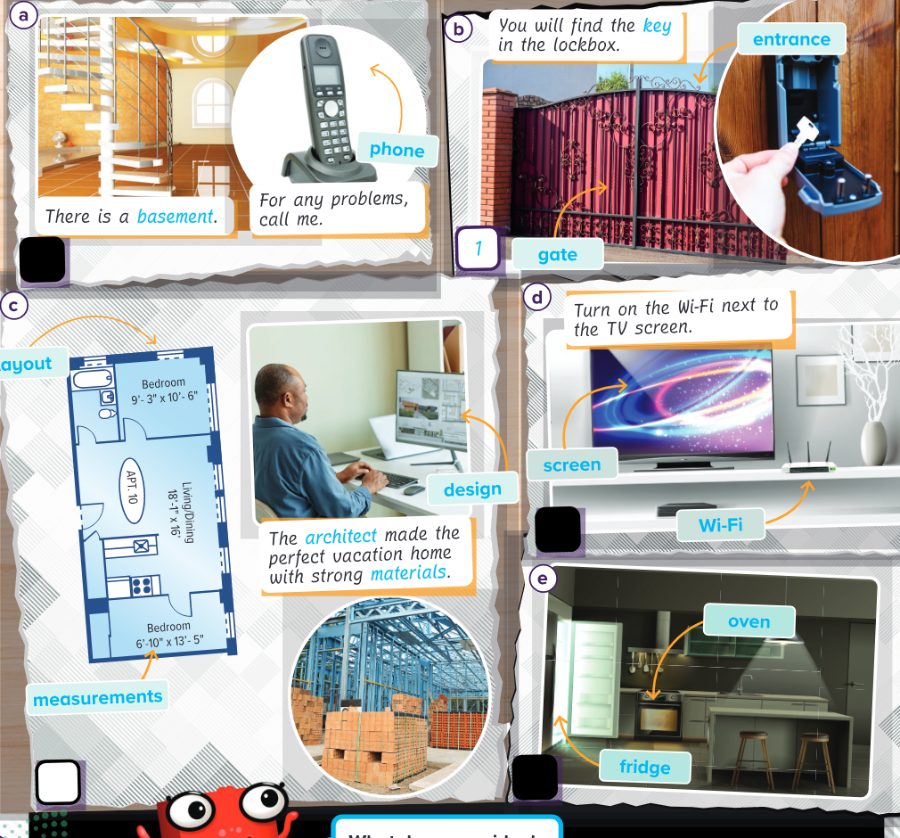 a
phone
There is a basement.
For any problems,
call me.
b
You will find the key
in the lockbox.
entrance
1
gate
c
layout
Bedroom
9'- 3" x 10'- 6"
APT. 10
Living/Dining
18'-1" x 16'
Bedroom
6'-10" x 13'- 5"
measurements
design
The architect made the
perfect vacation home
with strong materials.
d
Turn on the Wi-Fi next to
the TV screen.
screen
Wi-Fi
e
oven
fridge